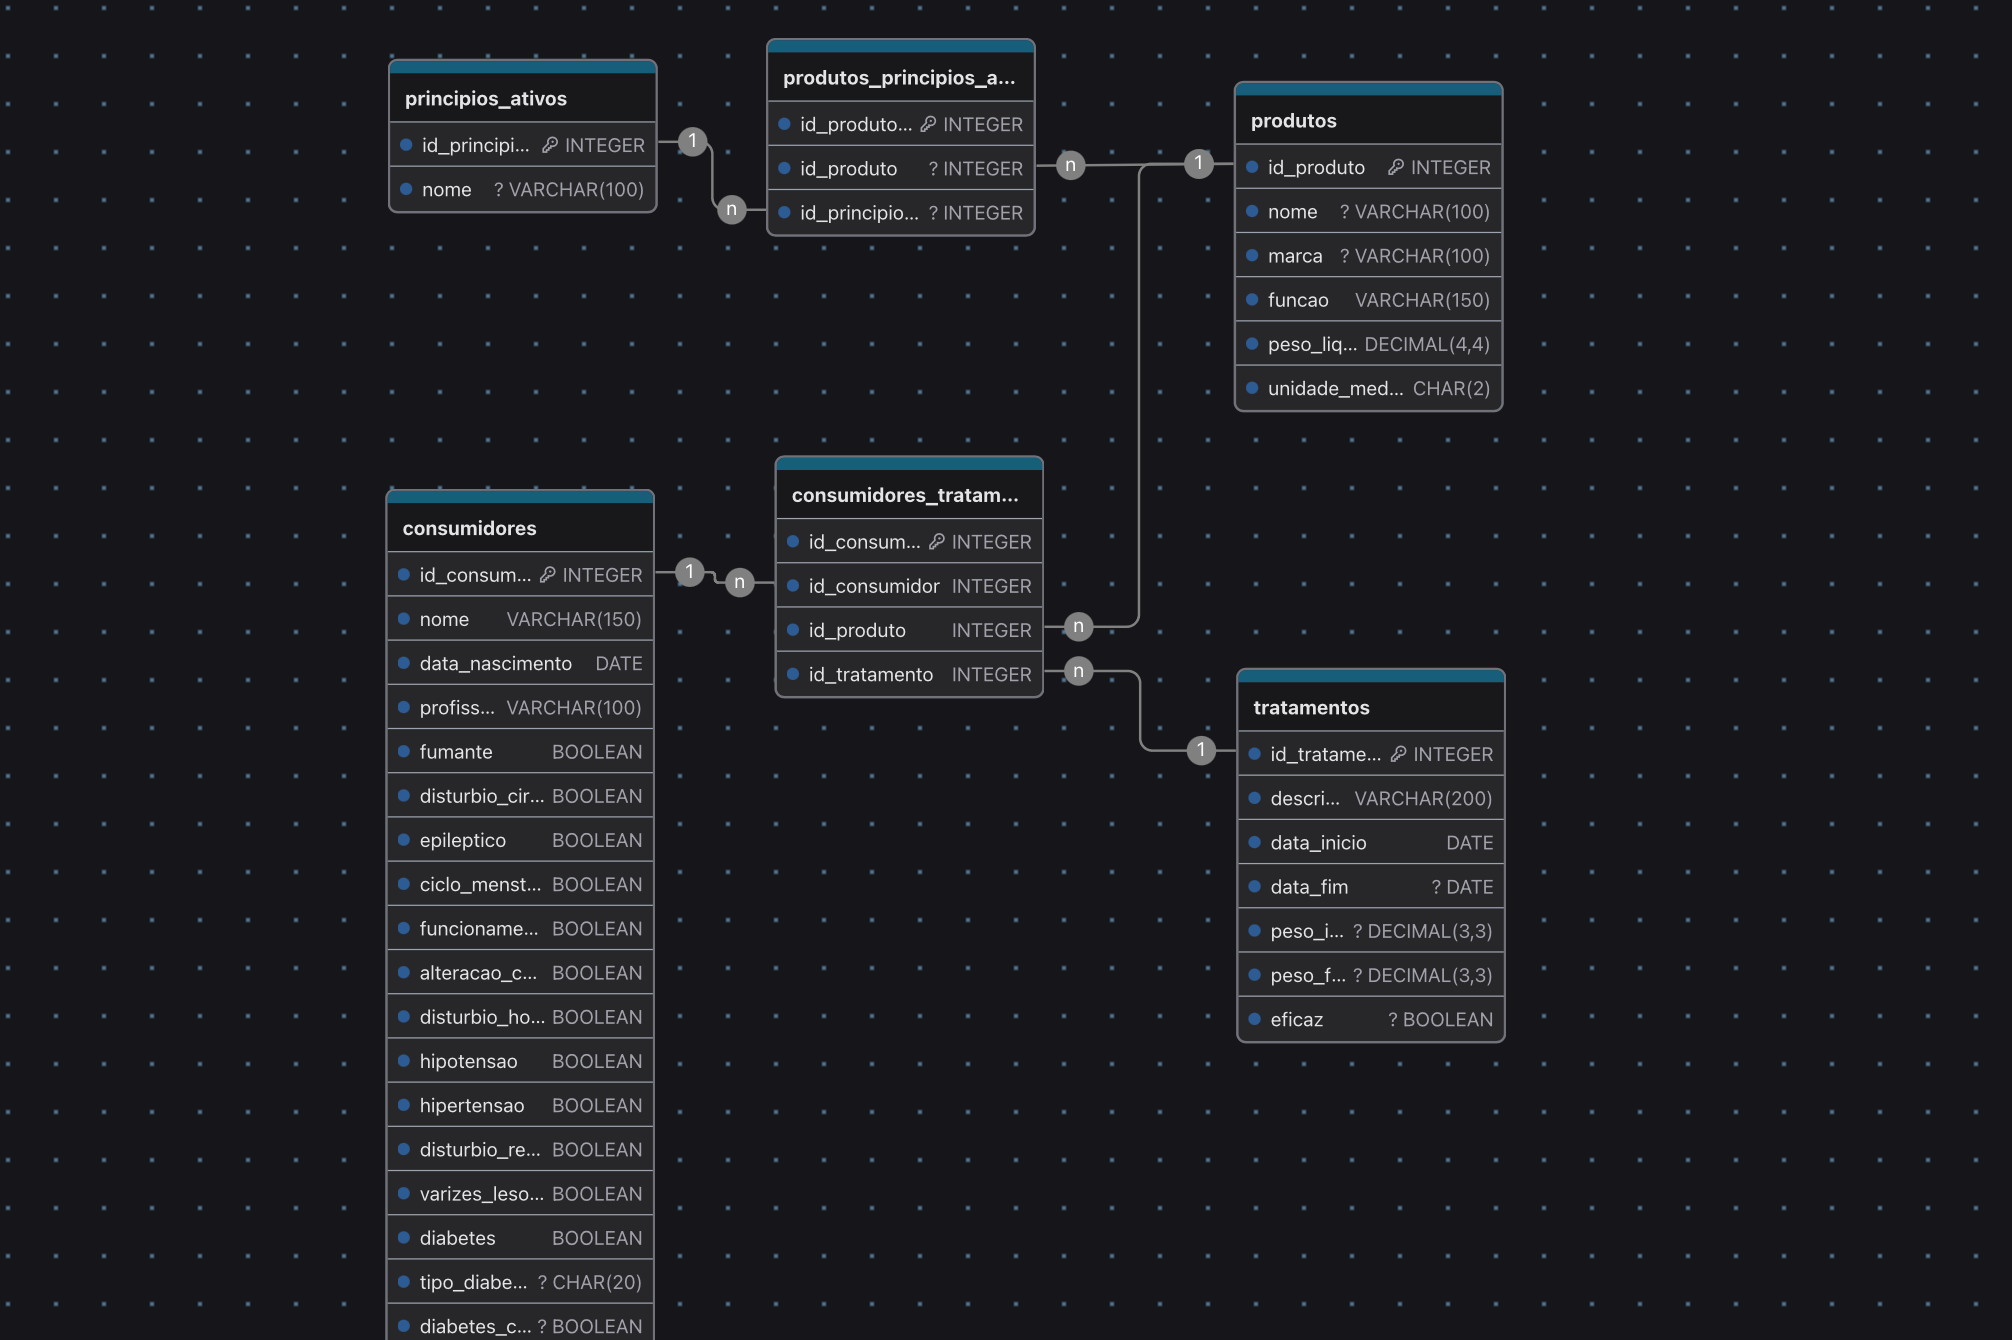 principios_ativos
id_principi... INTEGER
nome ? VARCHAR(100)
1
n
produtos_principios_a...
id_produto... INTEGER
id_produto ? INTEGER
id_principio... ? INTEGER
n
1
produtos
id_produto INTEGER
nome ? VARCHAR(100)
marca ? VARCHAR(100)
funcao VARCHAR(150)
peso_liq... DECIMAL(4,4)
unidade_med... CHAR(2)
consumidores
id_consum... INTEGER
nome VARCHAR(150)
data_nascimento DATE
profiss... VARCHAR(100)
fumante BOOLEAN
disturbio_cir... BOOLEAN
epileptico BOOLEAN
ciclo_menst... BOOLEAN
funcioname... BOOLEAN
alteracao_c... BOOLEAN
disturbio_ho... BOOLEAN
hipotensao BOOLEAN
hipertensao BOOLEAN
disturbio_re... BOOLEAN
varizes_leso... BOOLEAN
diabetes BOOLEAN
tipo_diabe... ? CHAR(20)
diabetes_c... ? BOOLEAN
1
n
consumidores_tratam...
id_consum... INTEGER
id_consumidor INTEGER
id_produto INTEGER
id_tratamento INTEGER
n
n
1
tratamentos
id_tratame... INTEGER
descri... VARCHAR(200)
data_inicio DATE
data_fim ? DATE
peso_i... ? DECIMAL(3,3)
peso_f... ? DECIMAL(3,3)
eficaz ? BOOLEAN